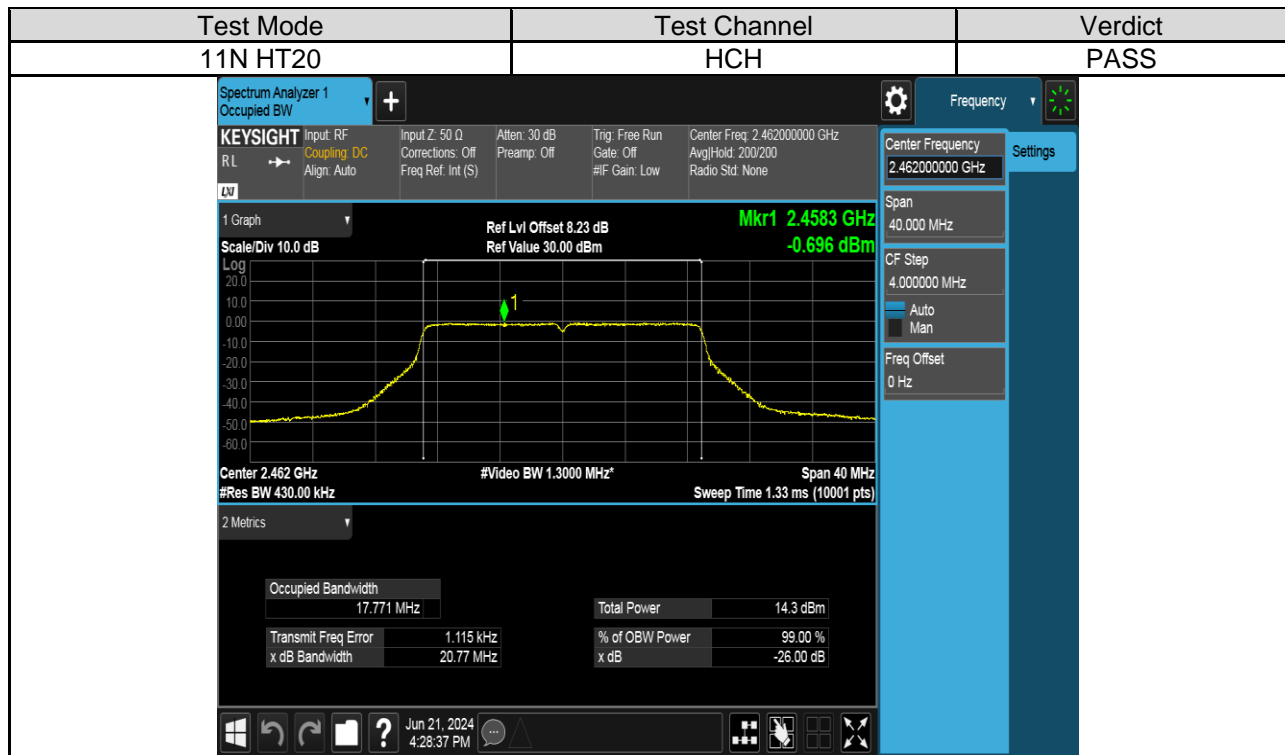 Test Mode Test Channel Verdict
11N HT20 HCH PASS
Spectrum Analyzer 1
Occupied BW
+
Frequency
KEYSIGHT Input: RF Input Z: 50 Ω Atten: 30 dB Trig: Free Run Center Freq: 2.462000000 GHz
RL Coupling: DC Corrections: Off Preamp: Off Gate: Off Avg|Hold: 200/200
Align: Auto Freq Ref: Int (S) #IF Gain: Low Radio Std: None
LXI
Center Frequency
2.462000000 GHz
Settings
Span
40.000 MHz
CF Step
4.000000 MHz
Auto
Man
Freq Offset
0 Hz
1 Graph Ref Lvl Offset 8.23 dB Mkr1 2.4583 GHz
Scale/Div 10.0 dB Ref Value 30.00 dBm -0.696 dBm
Log
20.0
10.0
1
0.00
-10.0
-20.0
-30.0
-40.0
-50.0
-60.0
Center 2.462 GHz #Video BW 1.3000 MHz* Span 40 MHz
#Res BW 430.00 kHz Sweep Time 1.33 ms (10001 pts)
2 Metrics
Occupied Bandwidth
17.771 MHz Total Power 14.3 dBm
Transmit Freq Error 1.115 kHz % of OBW Power 99.00 %
x dB Bandwidth 20.77 MHz x dB -26.00 dB
? Jun 21, 2024
4:28:37 PM